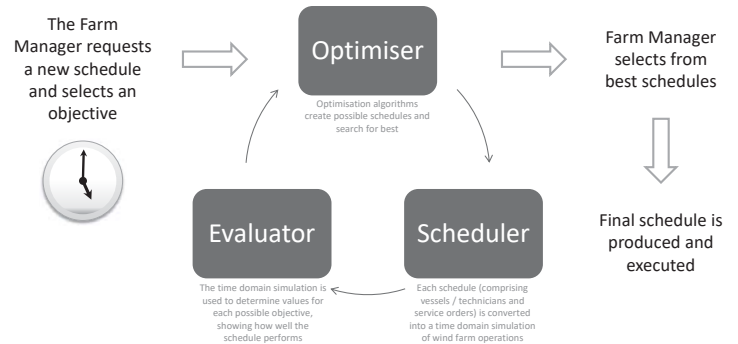 The Farm
Manager requests
a new schedule
and selects an
objective
Optimiser
Optimisation algorithms
create possible schedules and
search for best
Farm Manager
selects from
best schedules
Final schedule is
produced and
executed
Scheduler
Each schedule (comprising
vessels / technicians and
service orders) is converted
into a time domain simulation
of wind farm operations
Evaluator
The time domain simulation is
used to determine values for
each possible objective,
showing how well the
schedule performs